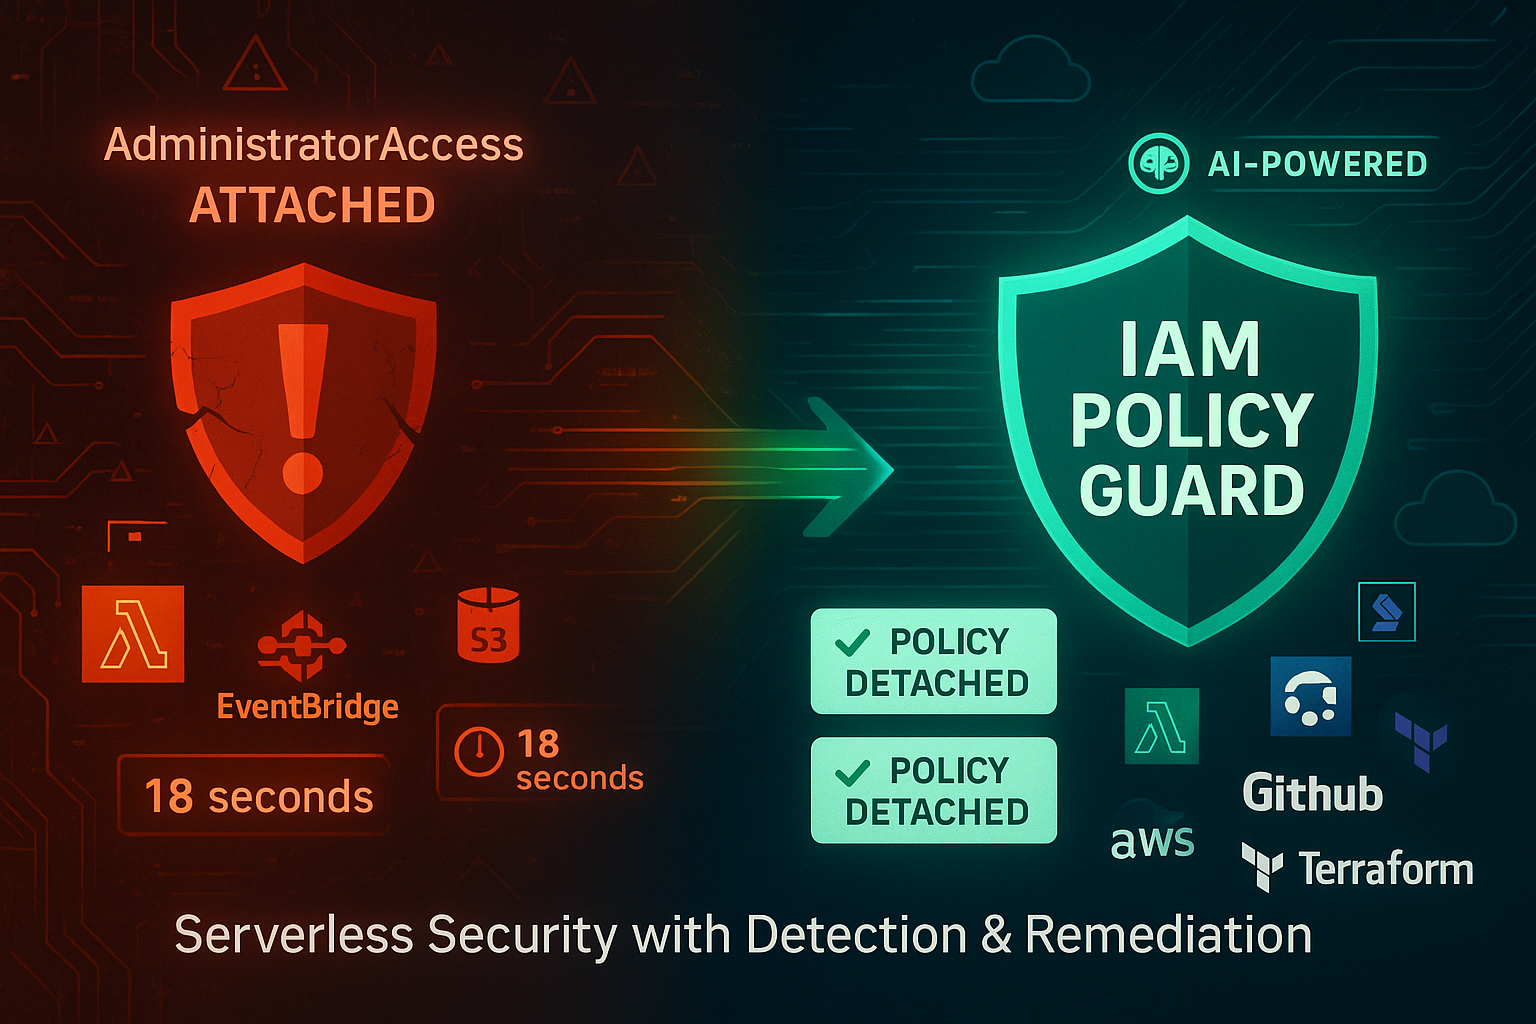 AdministratorAccess
ATTACHED
S3
EventBridge
18 seconds
18
seconds
AI-POWERED
IAM
POLICY
GUARD
POLICY
DETACHED
POLICY
DETACHED
aws
Github
Terraform
Serverless Security with Detection & Remediation